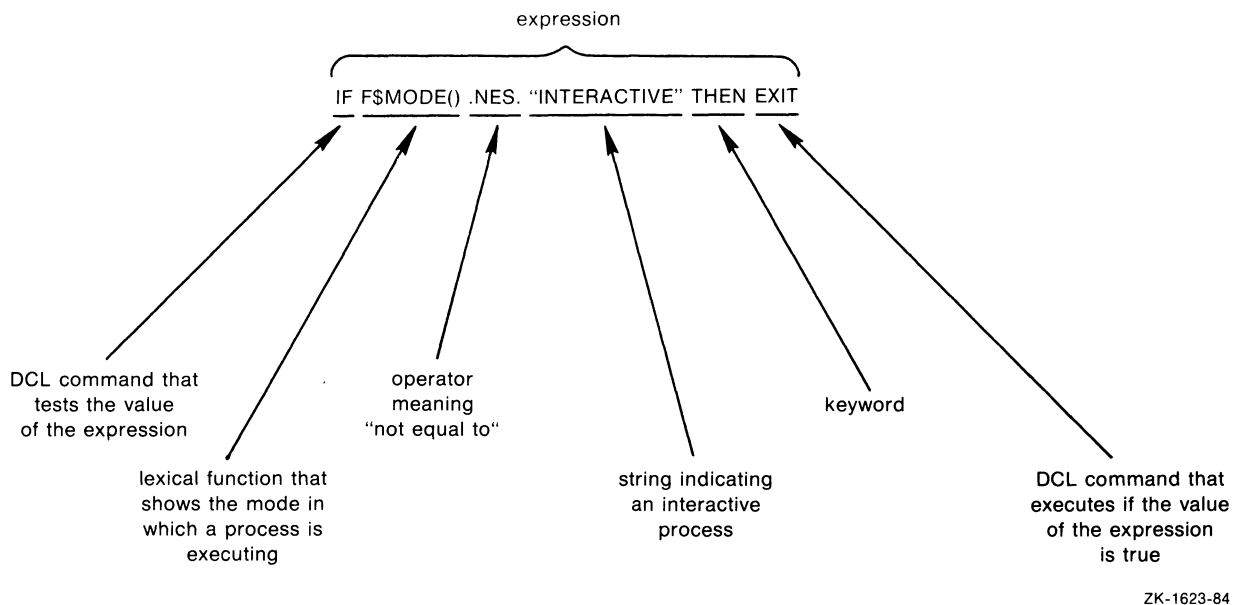 expression
IF F$MODE() .NES. “INTERACTIVE” THEN EXIT
DCL command that
tests the value
of the expression
lexical function that
shows the mode in
which a process is
executing
operator
meaning
“not equal to“
string indicating
an interactive
process
keyword
DCL command that
executes if the value
of the expression
is true
ZK-1623-84